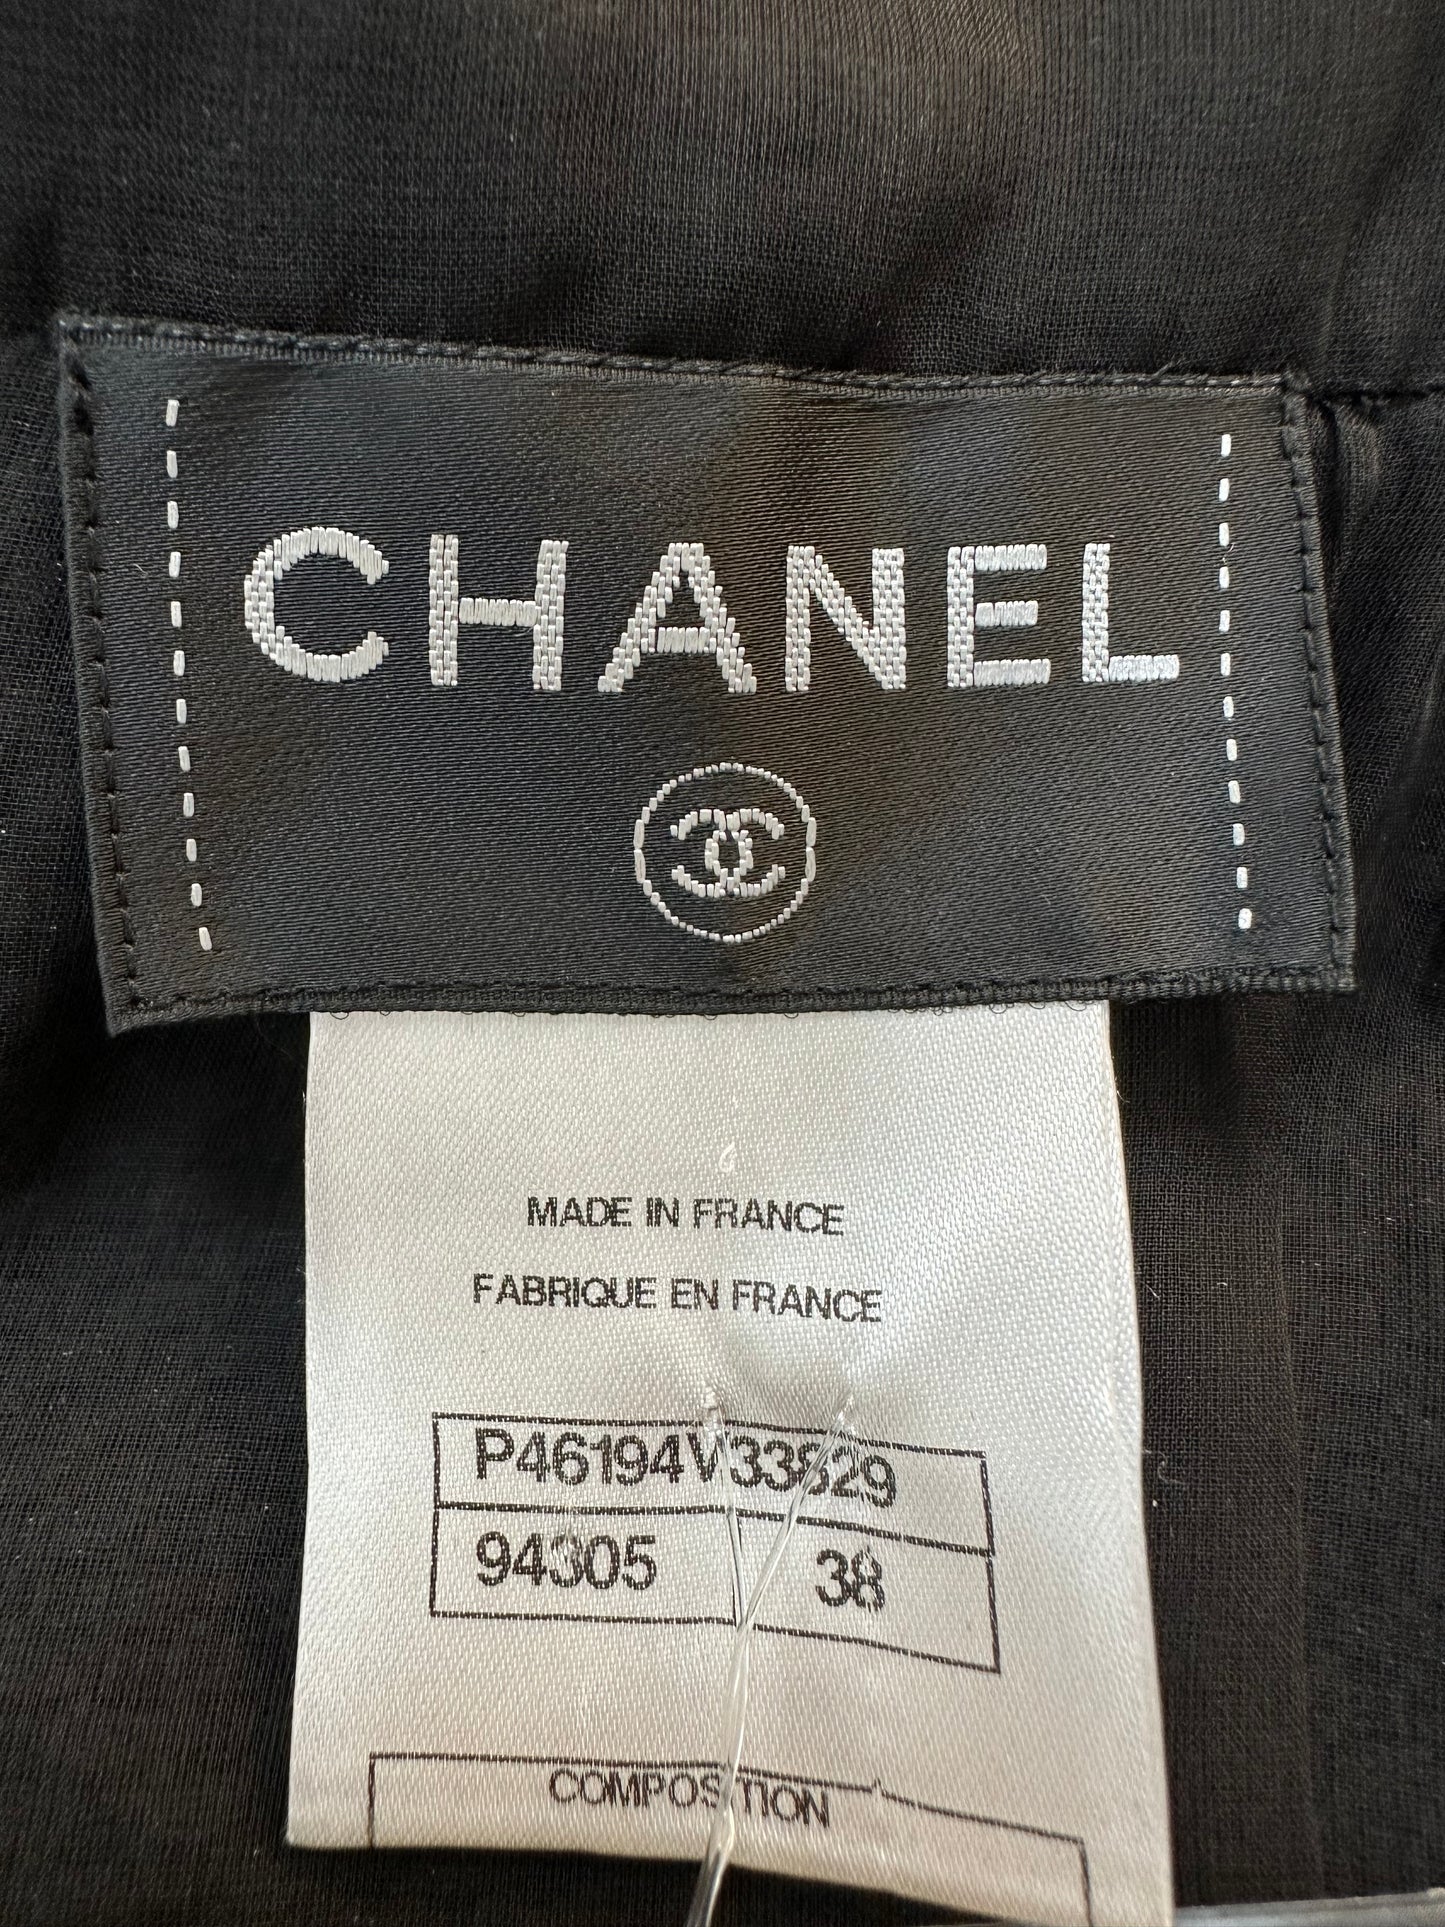 CHANEL
MADE IN FRANCE
FABRIQUE EN FRANCE
P46194V33829
94305 38
COMPOSITION